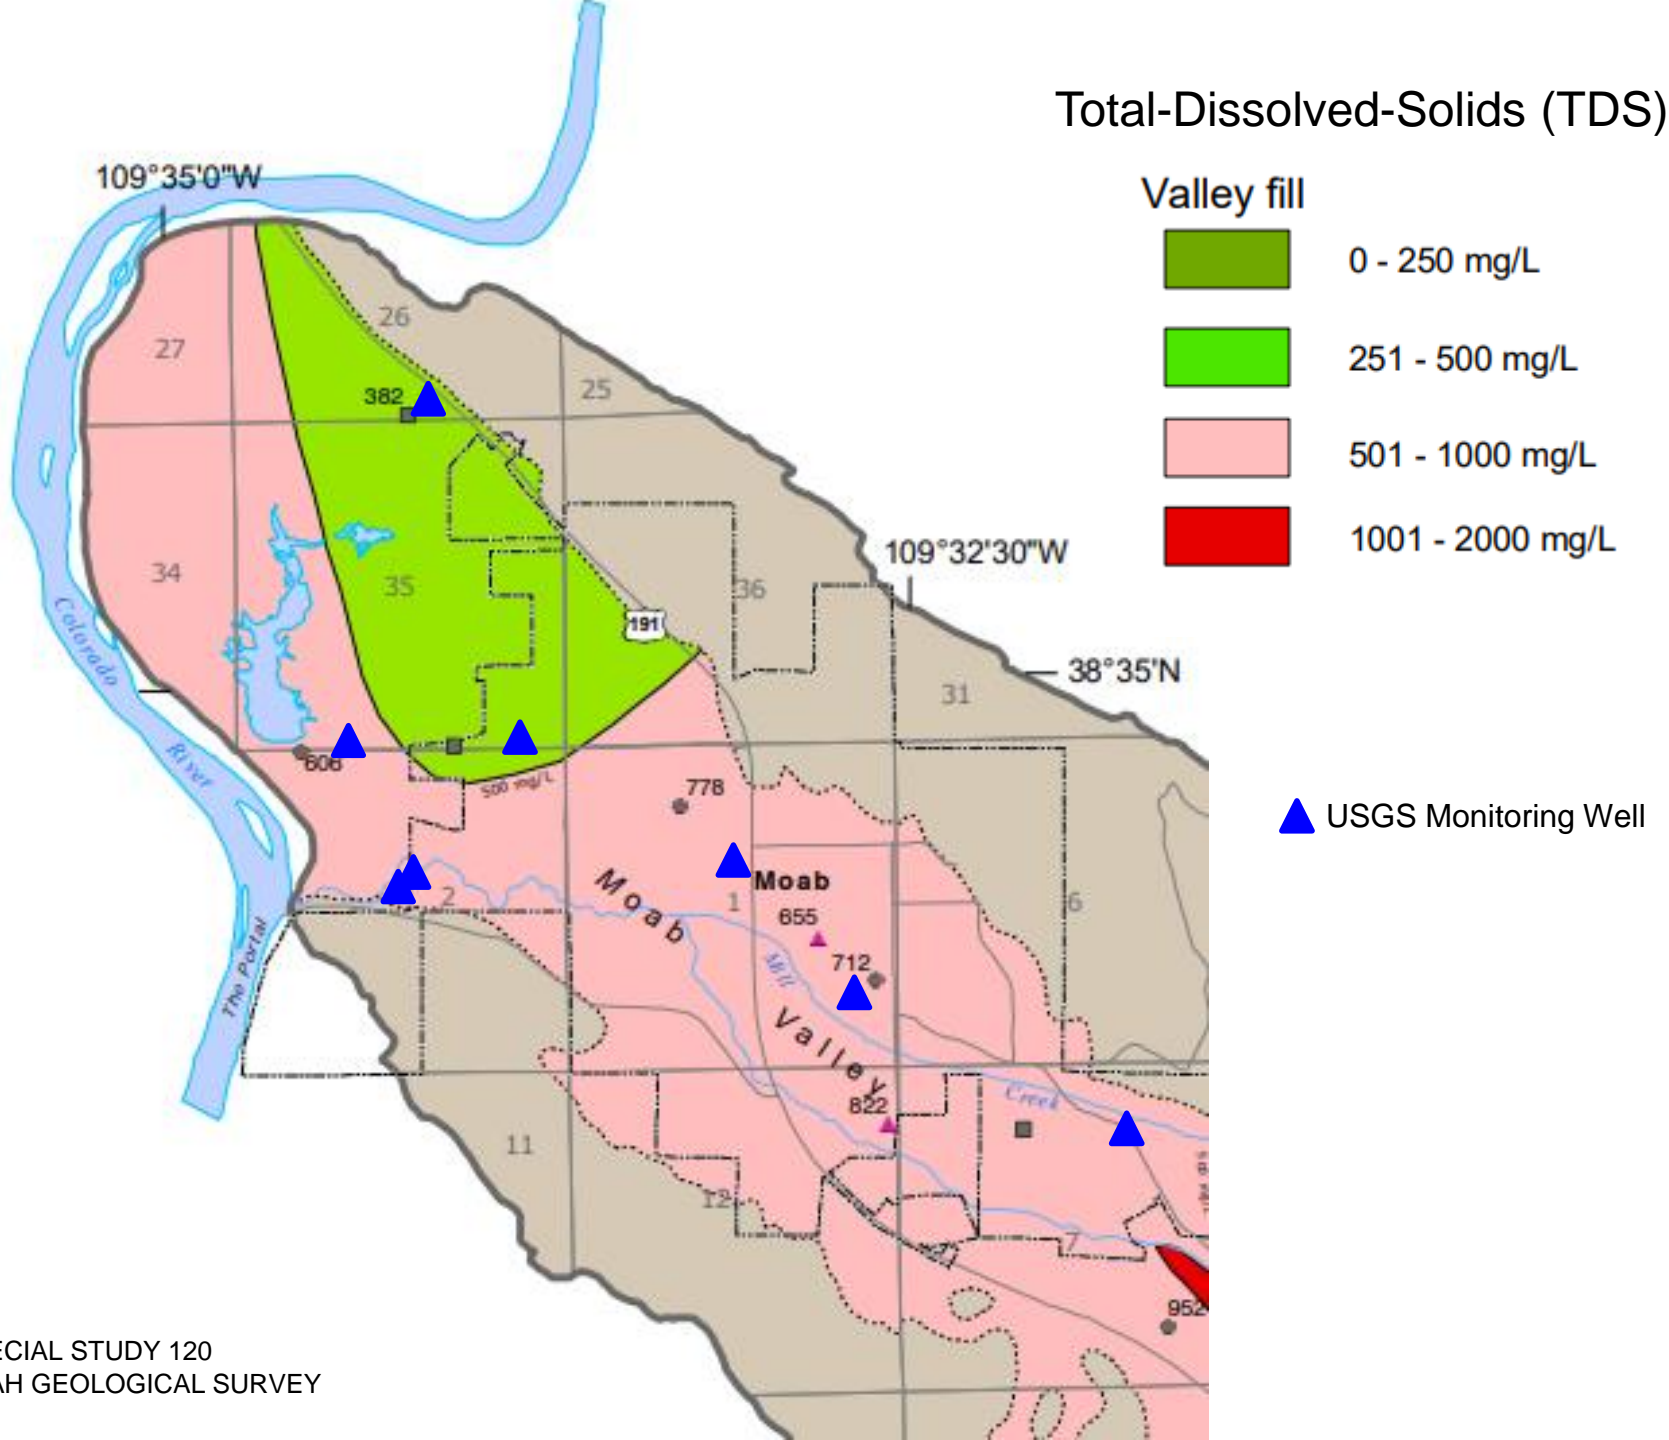 Total-Dissolved-Solids (TDS)
109°35'0"W
Valley fill
0 - 250 mg/L
26
27
251 - 500 mg/L
382
25
501 - 1000 mg/L
1001 - 2000 mg/L
109°32'30"W
34
35
36
191
Colorado
38°35'N
31
River
606
500 mg/L
778
USGS Monitoring Well
Moab
Moab
2
1
6
655
The Portal
Mill
712
Valley
822
Creek
11
12
7
952
ECIAL STUDY 120
AH GEOLOGICAL SURVEY